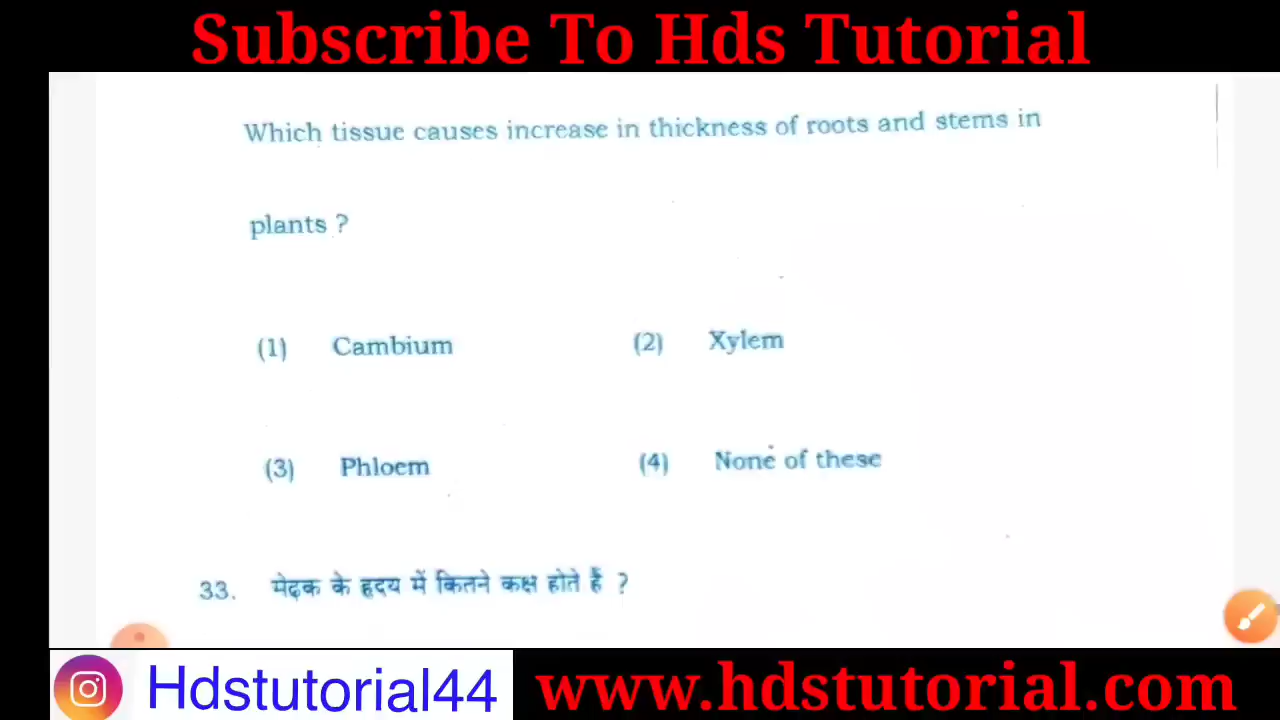 Subscribe To Hds Tutorial
Which tissue causes increase in thickness of roots and stems in
plants ?
(1) Cambium (2) Xylem
(3) Phloem (4) None of these
33. मेढ़क के हृदय में कितने कक्ष होते हैं ?
Hdstutorial44 www.hdstutorial.com